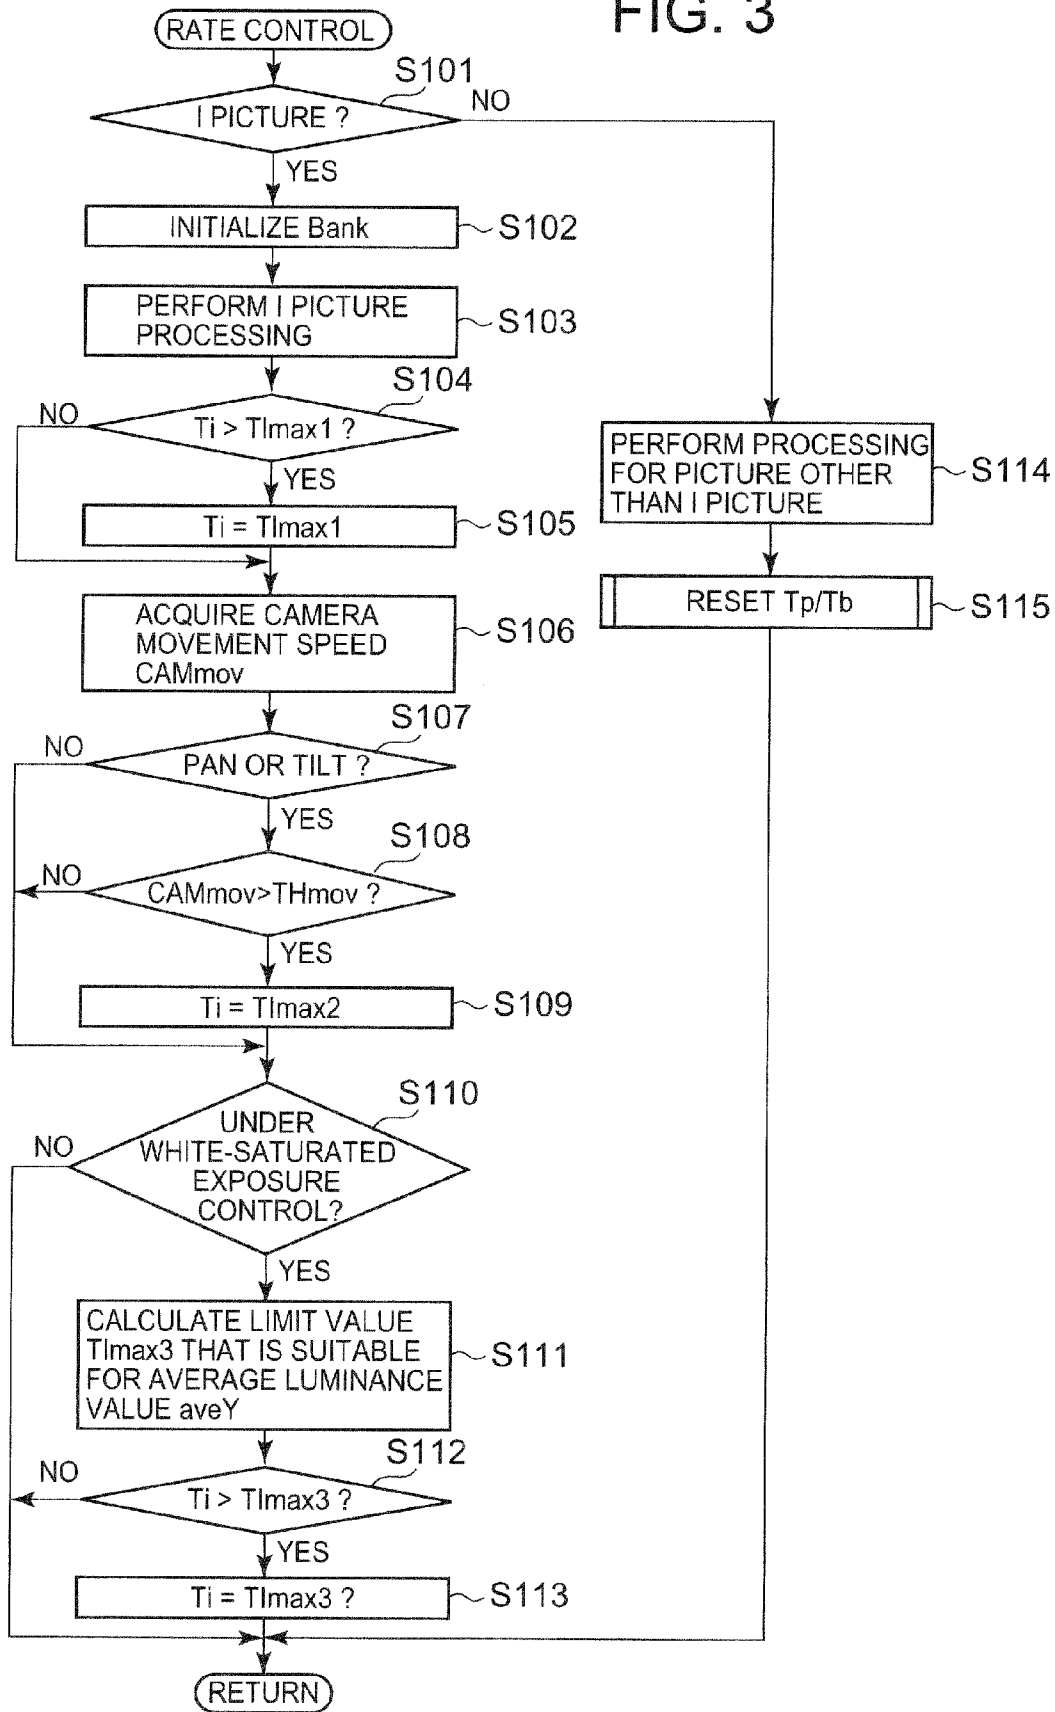 FIG. 3
RATE CONTROL
S101
I PICTURE ?
NO
YES
INITIALIZE Bank
S102
PERFORM I PICTURE
PROCESSING
S103
S104
NO
Ti > TImax1 ?
YES
Ti = TImax1
S105
PERFORM PROCESSING
FOR PICTURE OTHER
THAN I PICTURE
S114
RESET Tp/Tb
S115
ACQUIRE CAMERA
MOVEMENT SPEED
CAMmov
S106
S107
NO
PAN OR TILT ?
YES
S108
NO
CAMmov>THmov ?
YES
Ti = TImax2
S109
S110
NO
UNDER
WHITE-SATURATED
EXPOSURE
CONTROL?
YES
CALCULATE LIMIT VALUE
TImax3 THAT IS SUITABLE
FOR AVERAGE LUMINANCE
VALUE aveY
S111
S112
NO
Ti > TImax3 ?
YES
Ti = TImax3 ?
S113
RETURN